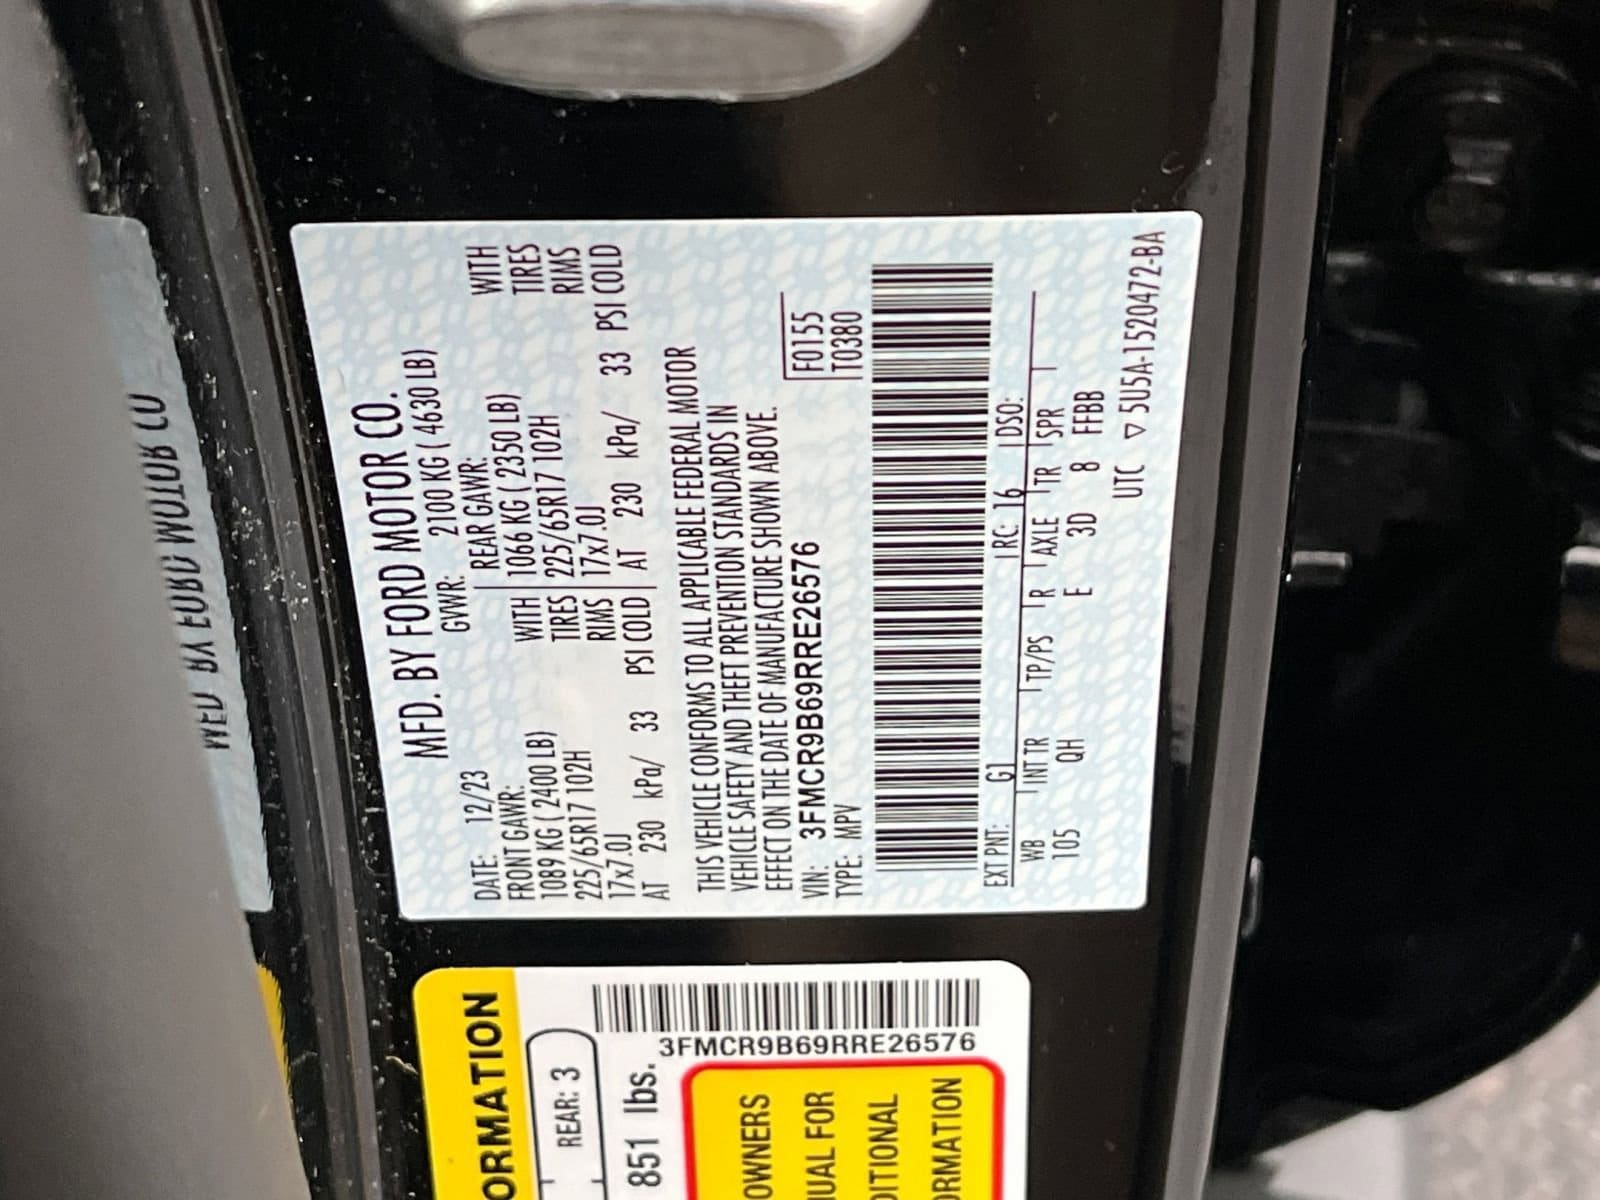 MFD. BY FORD MOTOR CO.
DATE: 12/23 GVWR: 2100 KG ( 4630 LB)
FRONT GAWR: REAR GAWR: WITH
1089 KG ( 2400 LB) WITH 1066 KG ( 2350 LB) TIRES
225/65R17 102H TIRES 225/65R17 102H RIMS
17x7.0J RIMS 17x7.0J
AT 230 kPa/ 33 PSI COLD AT 230 kPa/ 33 PSI COLD
THIS VEHICLE CONFORMS TO ALL APPLICABLE FEDERAL MOTOR
VEHICLE SAFETY AND THEFT PREVENTION STANDARDS IN
EFFECT ON THE DATE OF MANUFACTURE SHOWN ABOVE.
VIN: 3FMCR9B69RRE26576 F0155
TYPE: MPV T0380
EXT PNT: G1 RC: 16 DSO:
WB INT TR TP/PS R AXLE TR SPR
105 QH E 3D 8 FFBB
UTC ▽ 5U5A-1520472-BA
ORMATION
REAR: 3
851 lbs.
3FMCR9B69RRE26576
OWNERS
UAL FOR
DITIONAL
ORMATION